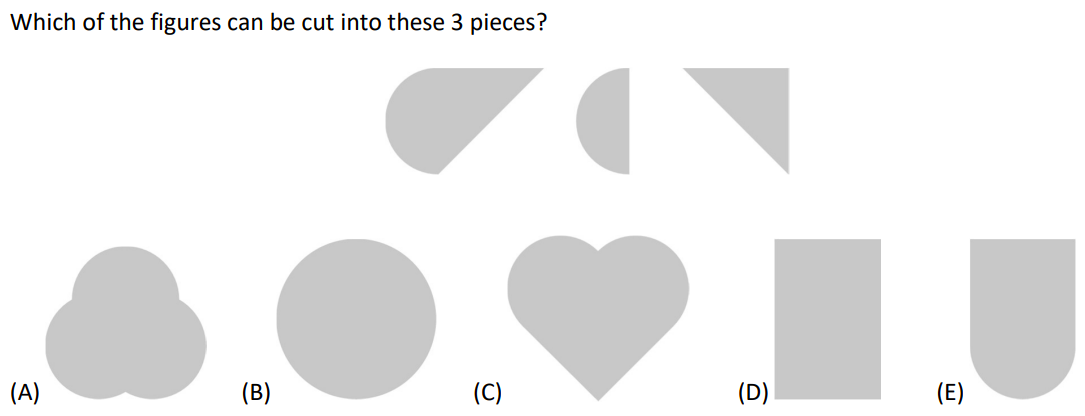 Which of the figures can be cut into these 3 pieces?
(A) (B) (C) (D) (E)